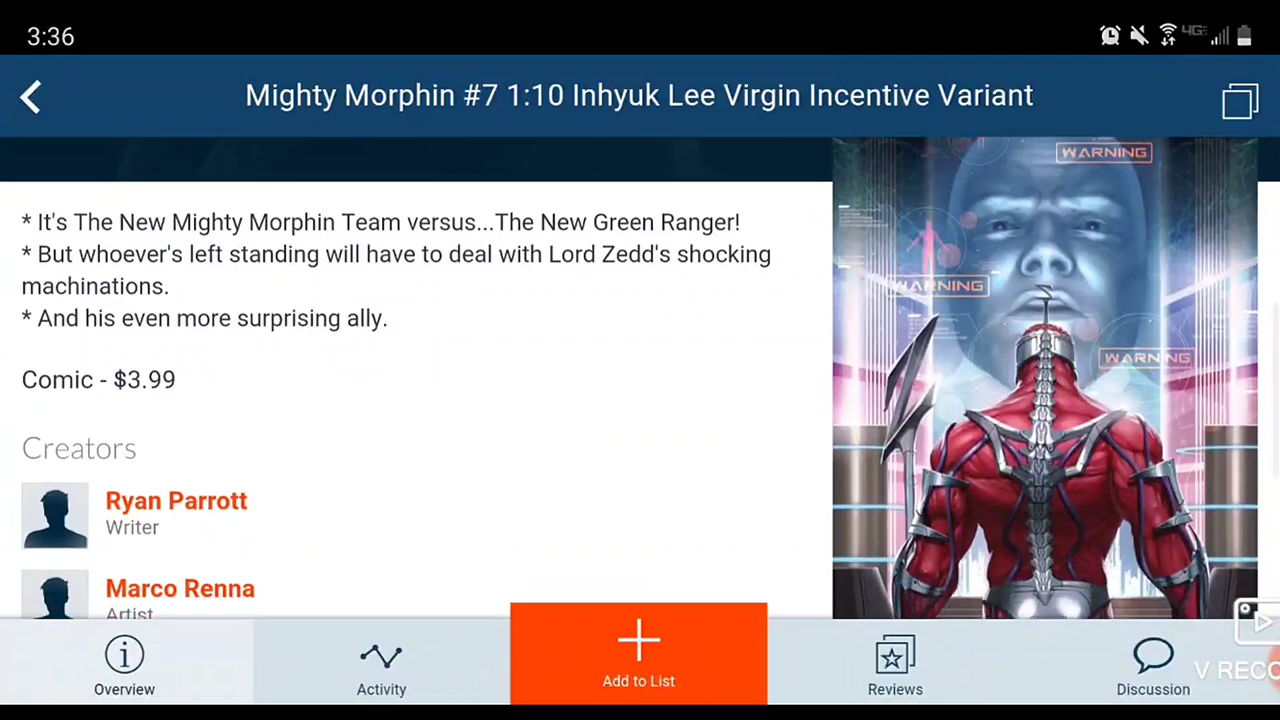 3:36
4G
Mighty Morphin #7 1:10 Inhyuk Lee Virgin Incentive Variant
* It's The New Mighty Morphin Team versus...The New Green Ranger!
* But whoever's left standing will have to deal with Lord Zedd's shocking
machinations.
* And his even more surprising ally.
Comic - $3.99
Creators
Ryan Parrott
Writer
Marco Renna
Artist
WARNING
WARNING
WARNING
Overview
Activity
Add to List
Reviews
Discussion
V RECO